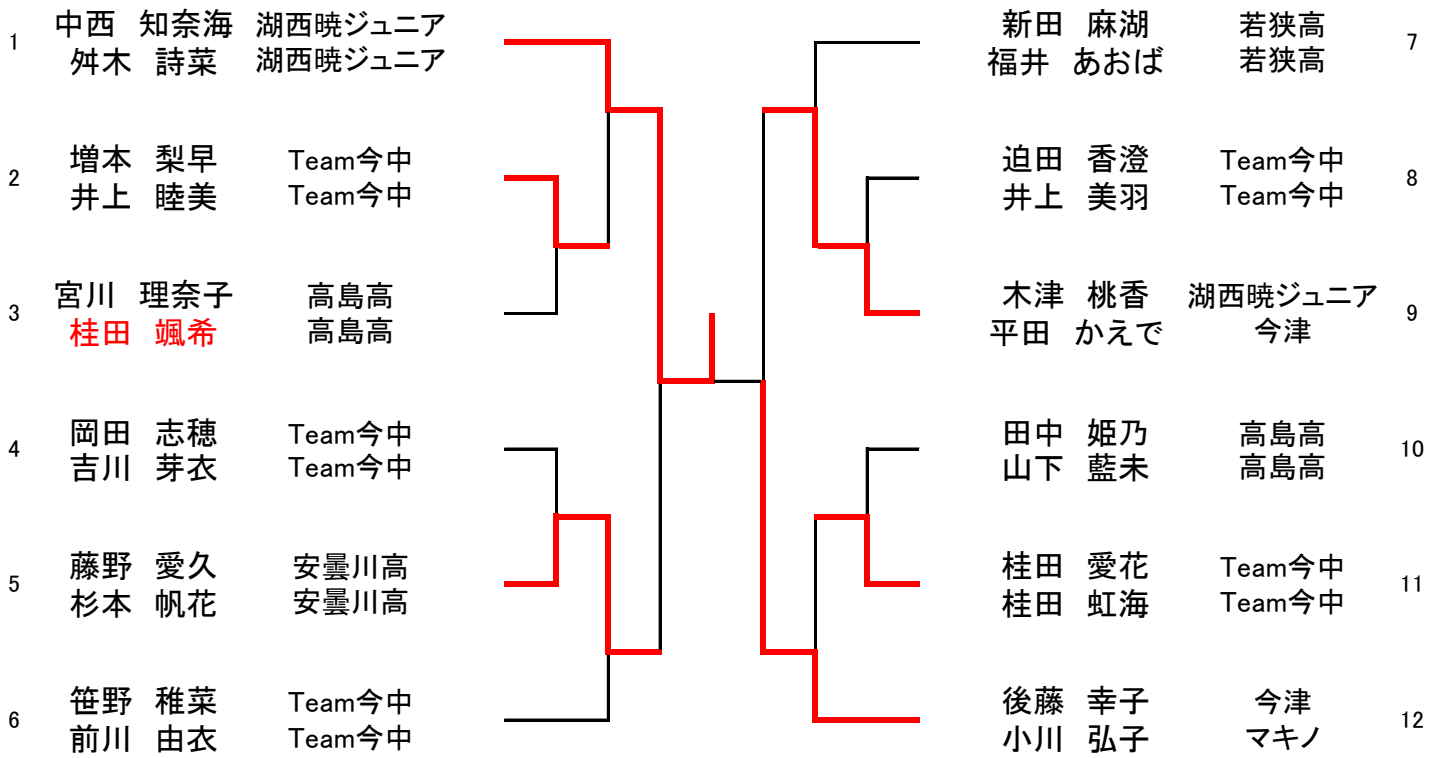 1 中西 知奈海 湖西暁ジュニア
舛木 詩菜 湖西暁ジュニア
2 増本 梨早 Team今中
井上 睦美 Team今中
3 宮川 理奈子 高島高
桂田 颯希 高島高
4 岡田 志穂 Team今中
吉川 芽衣 Team今中
5 藤野 愛久 安曇川高
杉本 帆花 安曇川高
6 笹野 稚菜 Team今中
前川 由衣 Team今中
新田 麻湖 若狭高 7
福井 あおば 若狭高
迫田 香澄 Team今中 8
井上 美羽 Team今中
木津 桃香 湖西暁ジュニア 9
平田 かえで 今津
田中 姫乃 高島高 10
山下 藍未 高島高
桂田 愛花 Team今中 11
桂田 虹海 Team今中
後藤 幸子 今津 12
小川 弘子 マキノ